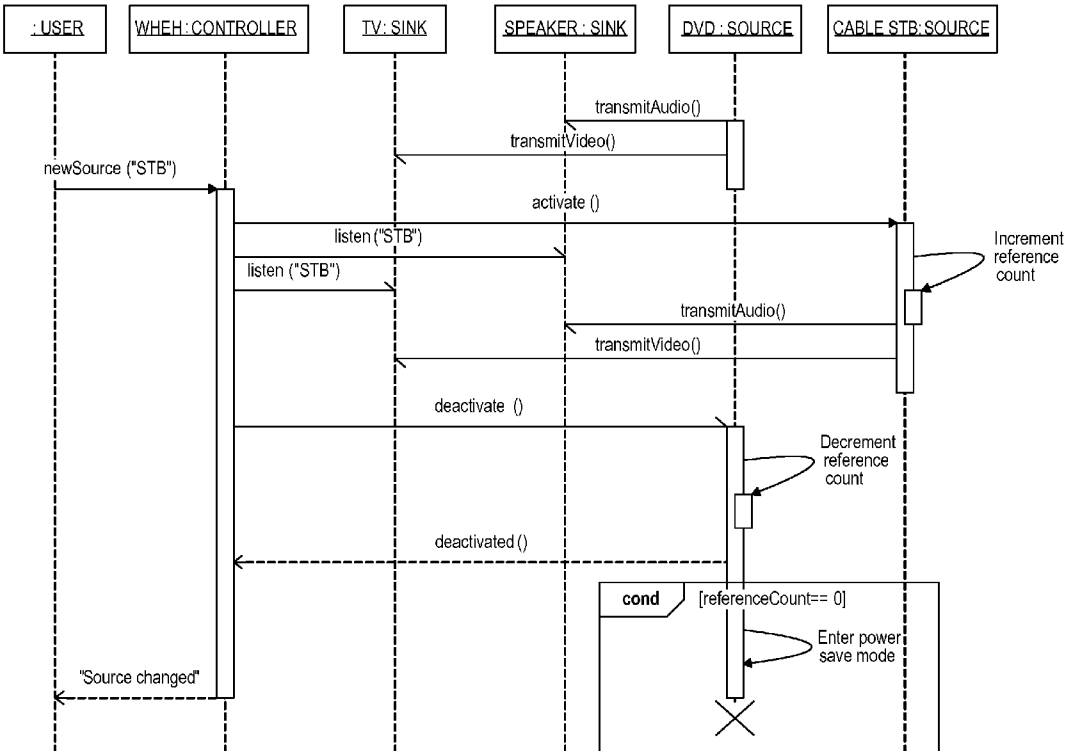 : USER
WHEH: CONTROLLER
TV: SINK
SPEAKER : SINK
DVD : SOURCE
CABLE STB: SOURCE
transmitAudio()
transmitVideo()
newSource ("STB")
activate ()
listen ("STB")
Increment
reference
count
listen ("STB")
transmitAudio()
transmitVideo()
deactivate ()
Decrement
reference
count
deactivated ()
cond
[referenceCount== 0]
Enter power
save mode
"Source changed"